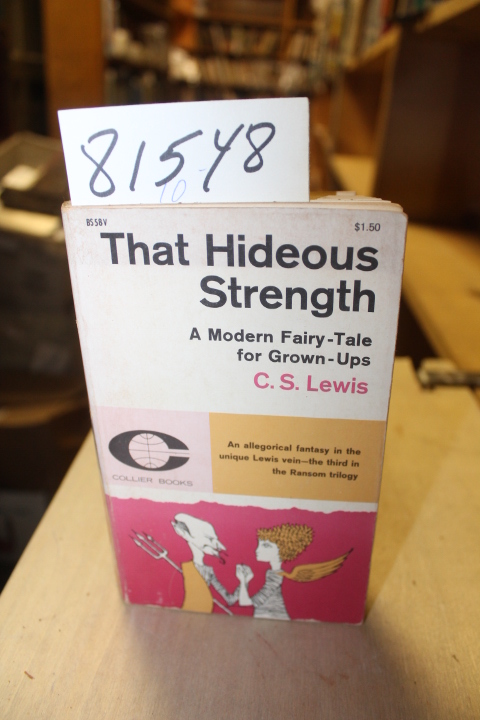 81548
10
BS58V
$1.50
That Hideous
Strength
A Modern Fairy-Tale
for Grown-Ups
C. S. Lewis
COLLIER BOOKS
An allegorical fantasy in the
unique Lewis vein—the third in
the Ransom trilogy